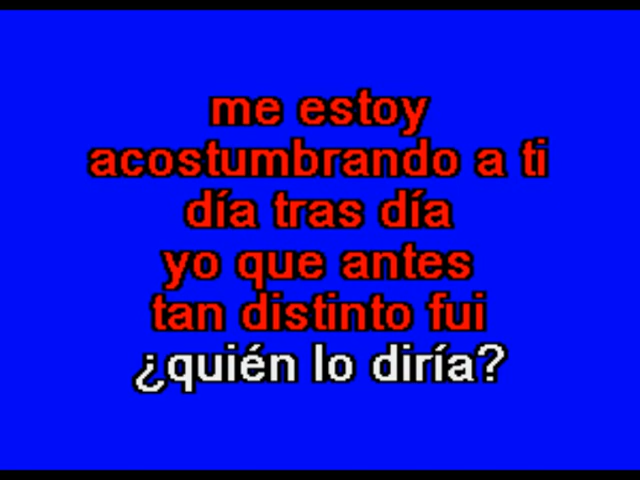 me estoy
acostumbrando a ti
día tras día
yo que antes
tan distinto fui
¿quién lo diría?